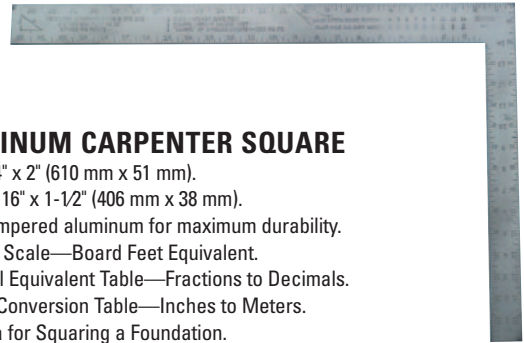 INUM CARPENTER SQUARE
" x 2" (610 mm x 51 mm).
16" x 1-1/2" (406 mm x 38 mm).
mpered aluminum for maximum durability.
Scale—Board Feet Equivalent.
l Equivalent Table—Fractions to Decimals.
Conversion Table—Inches to Meters.
for Squaring a Foundation.